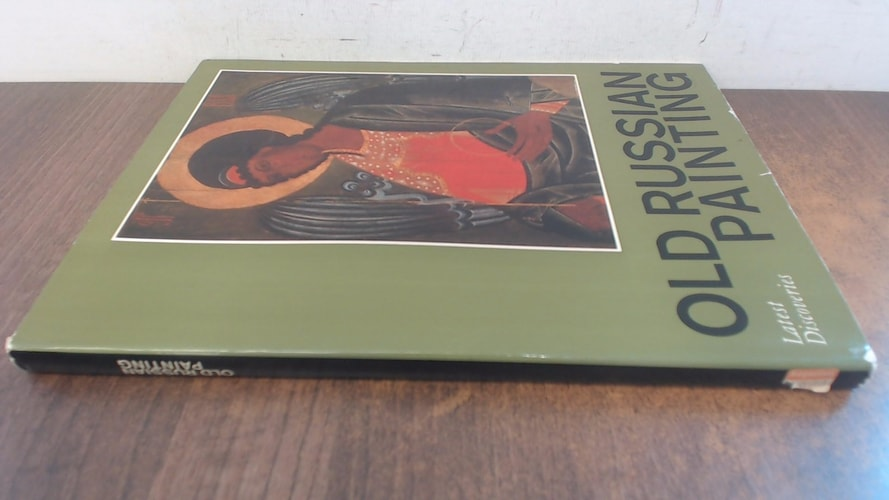 OLD RUSSIAN
PAINTING
Latest
Discoveries
OLD RUSSIAN
PAINTING